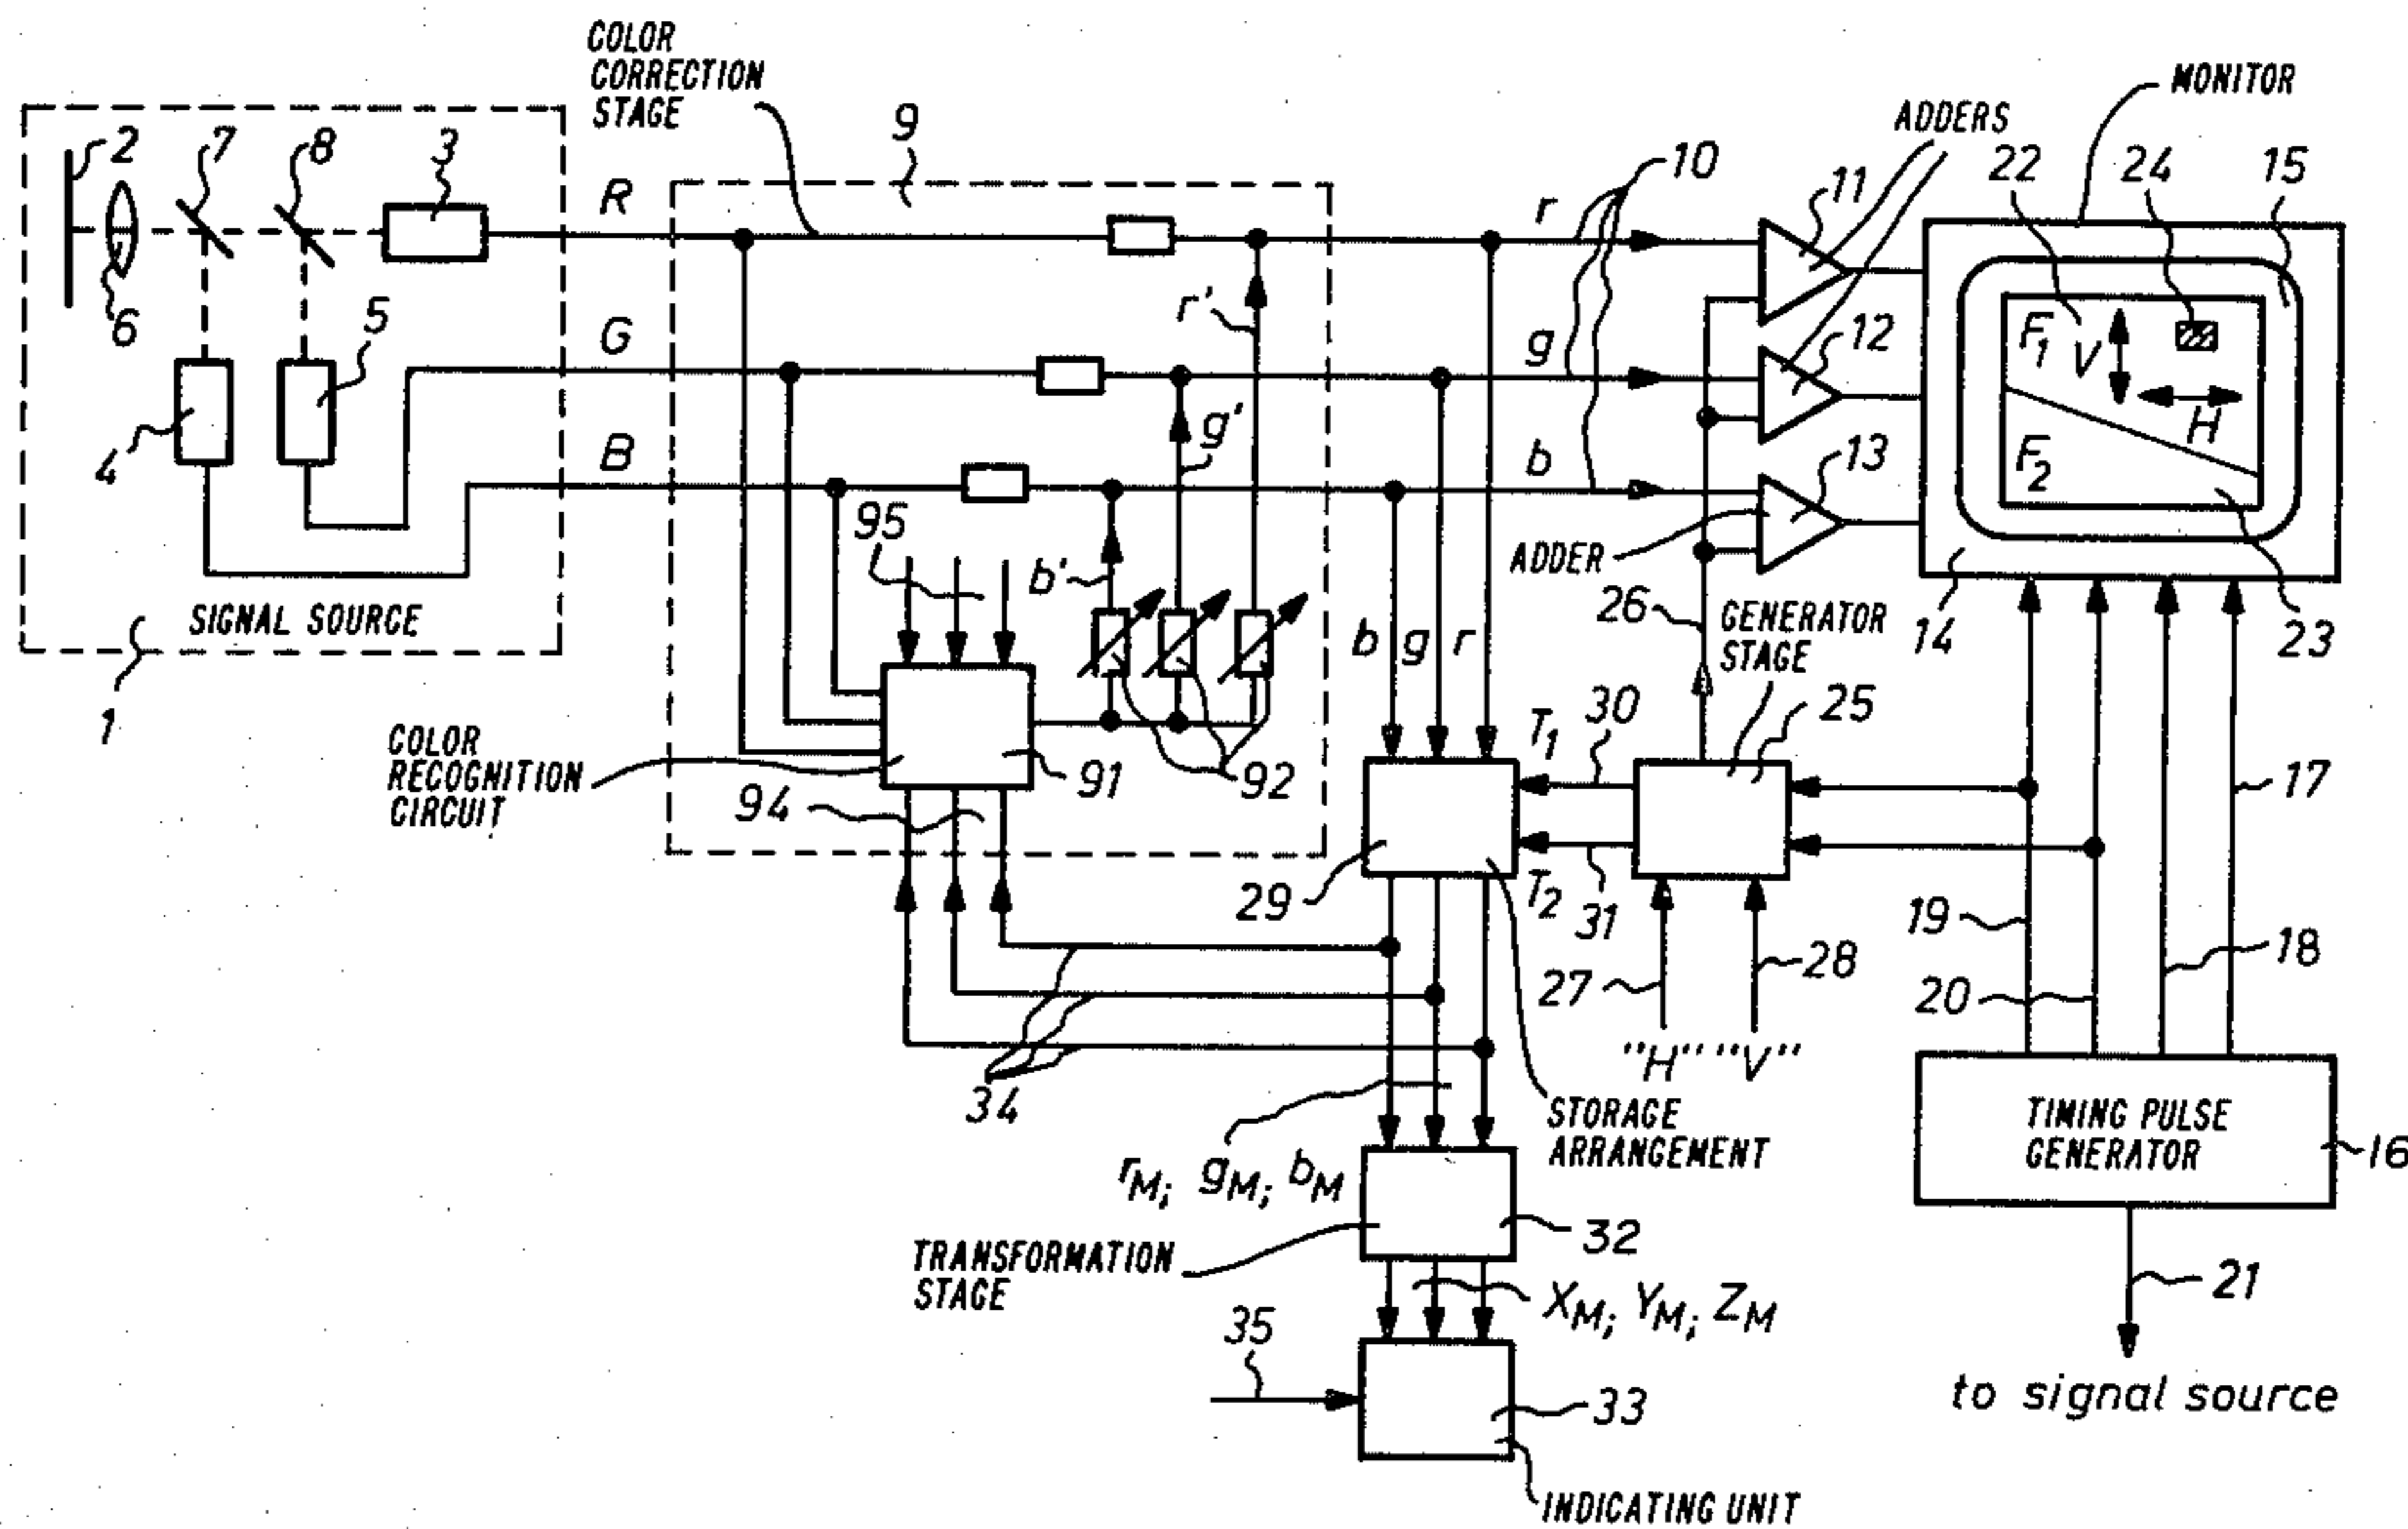 COLOR
CORRECTION
STAGE
MONITOR
ADDERS
2
7
8
3
R
9
10
r
11
22
24
15
6
5
G
r'
g
12
F1
V
H
4
B
g'
b
13
F2
95
b'
ADDER
26
GENERATOR
STAGE
14
23
SIGNAL SOURCE
1
b
g
r
COLOR
RECOGNITION
CIRCUIT
94
91
92
T1
30
25
17
29
T2
31
19
18
27
28
20
"H"
"V"
34
STORAGE
ARRANGEMENT
TIMING PULSE
GENERATOR
16
rM; gM; bM
32
TRANSFORMATION
STAGE
XM; YM; ZM
21
35
33
to signal source
INDICATING UNIT